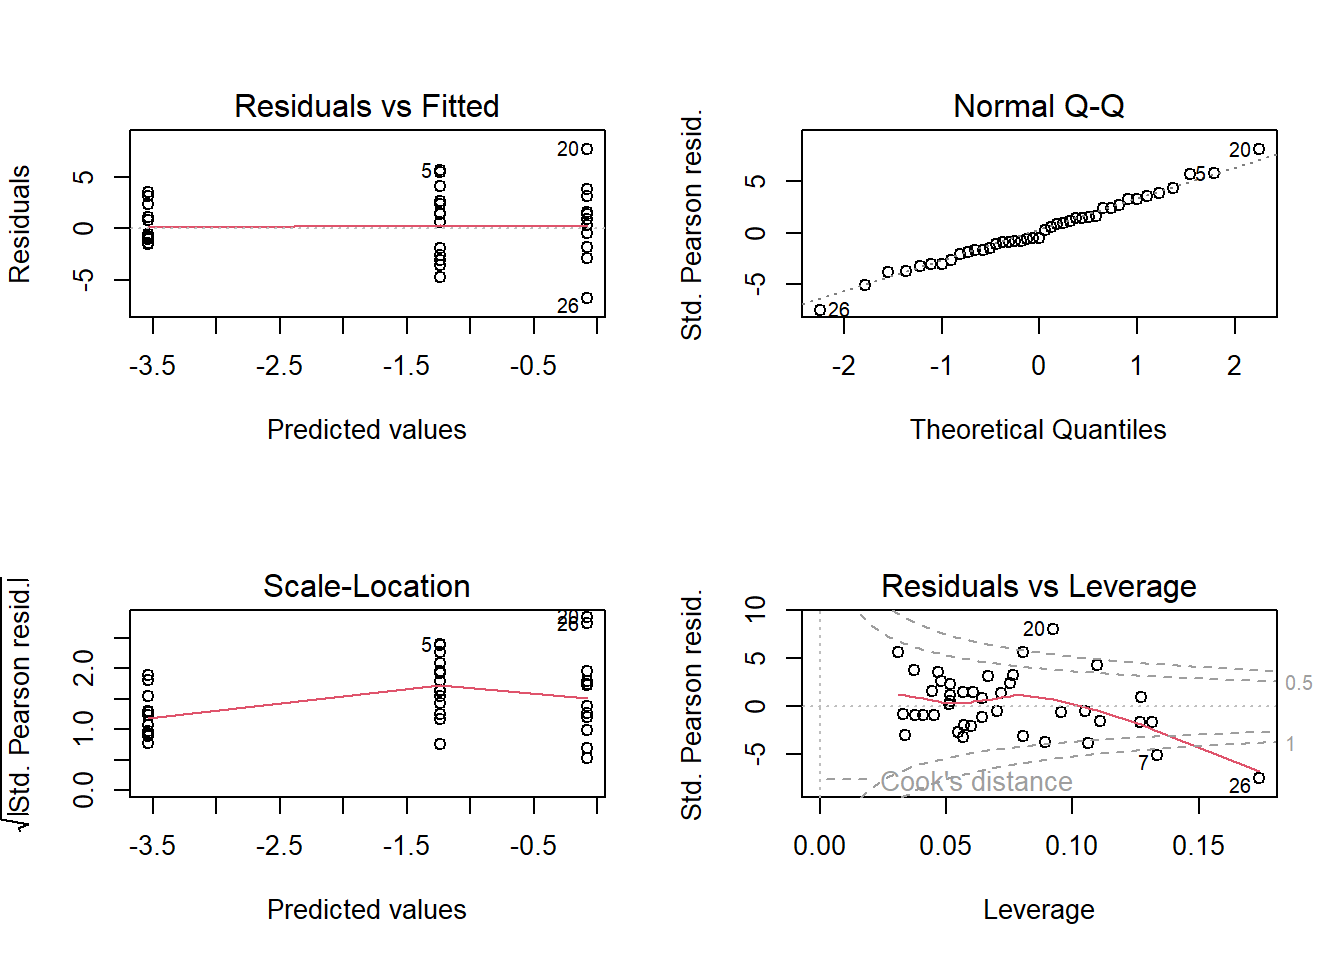 Residuals vs Fitted
Residuals
5
0
-5
20
5
26
-3.5 -2.5 -1.5 -0.5
Predicted values
Normal Q-Q
Std. Pearson resid.
5
0
-5
20
5
26
-2 -1 0 1 2
Theoretical Quantiles
Scale-Location
√|Std. Pearson resid.|
2.0
1.0
0.0
20
26
5
-3.5 -2.5 -1.5 -0.5
Predicted values
Residuals vs Leverage
Std. Pearson resid.
10
5
0
-5
20
7
26
0.5
1
Cook's distance
0.00 0.05 0.10 0.15
Leverage